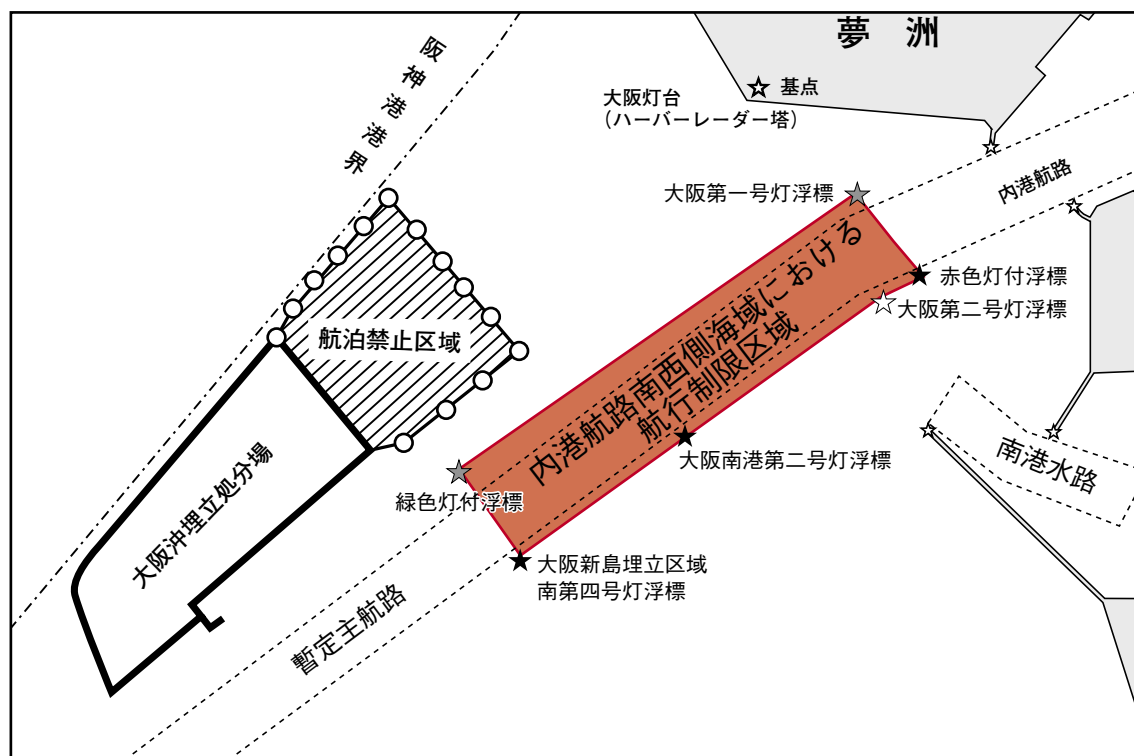 夢 洲
阪神港港界
基点
大阪灯台
（ハーバーレーダー塔）
内港航路
大阪第一号灯浮標
赤色灯付浮標
大阪第二号灯浮標
内港航路南西側海域における
航行制限区域
航泊禁止区域
大阪南港第二号灯浮標
南港水路
緑色灯付浮標
大阪沖埋立処分場
大阪新島埋立区域
南第四号灯浮標
暫定主航路